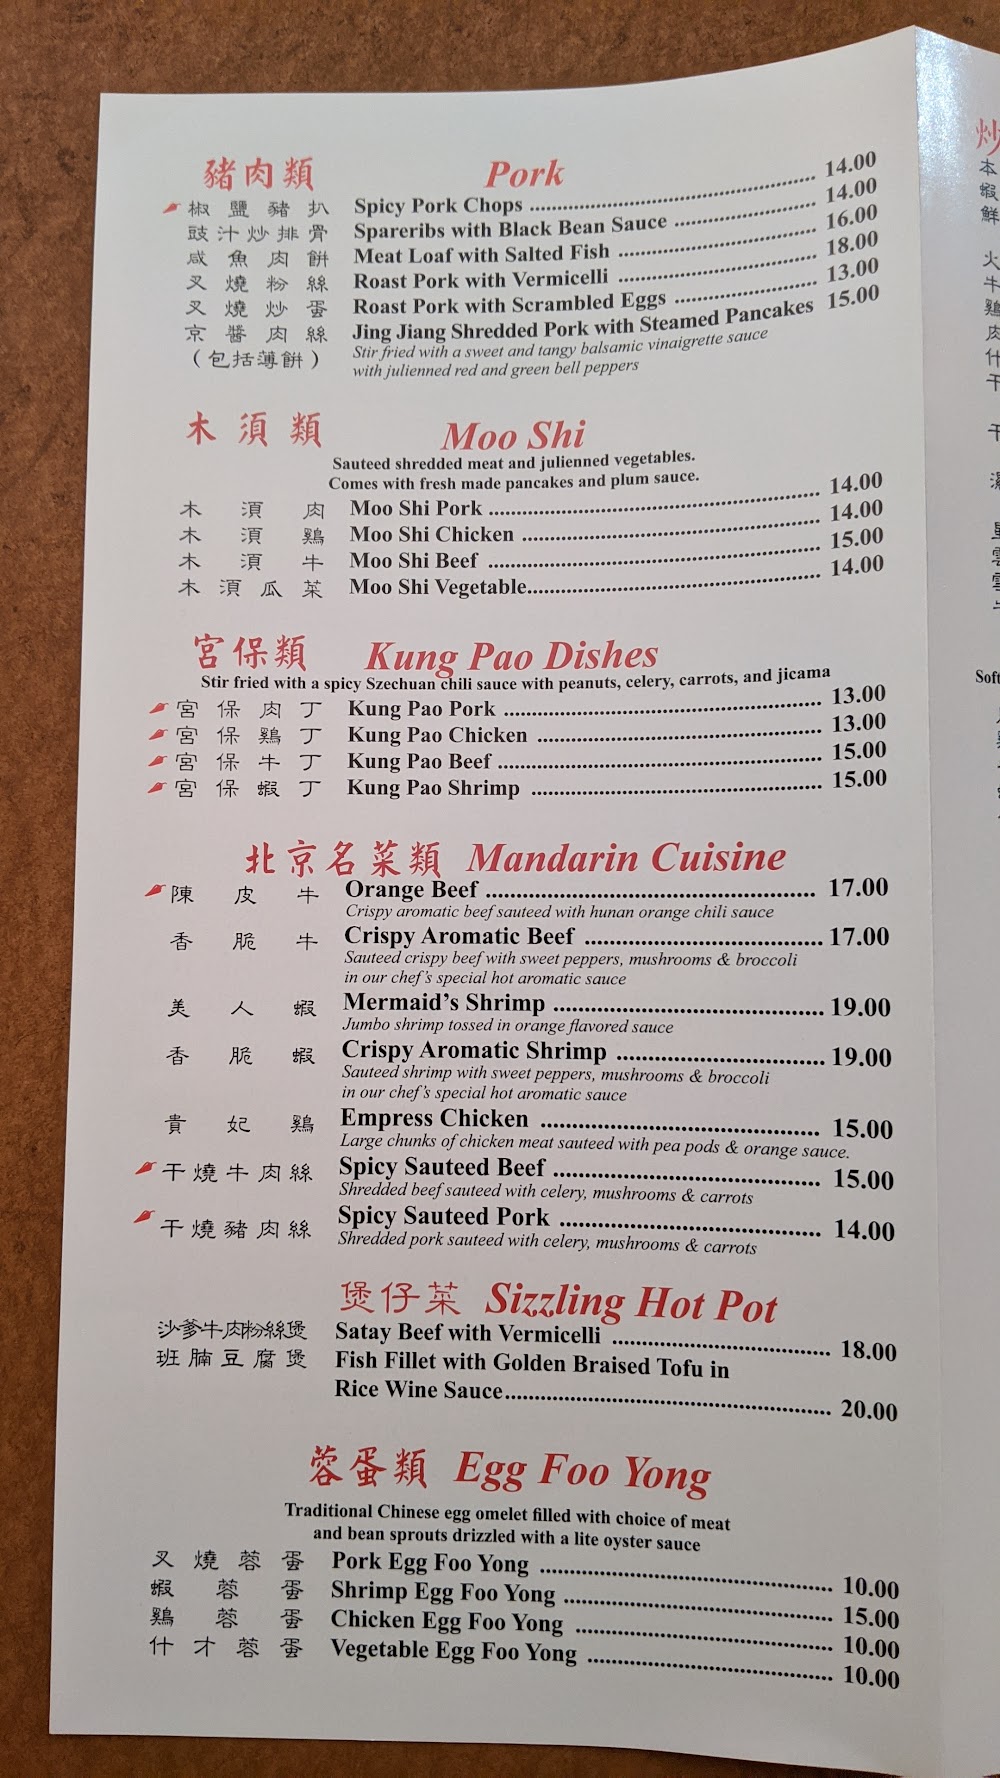 豬肉類 Pork
椒鹽豬扒 Spicy Pork Chops 14.00
豉汁炒排骨 Spareribs with Black Bean Sauce 14.00
咸魚肉餅 Meat Loaf with Salted Fish 16.00
叉燒粉絲 Roast Pork with Vermicelli 18.00
叉燒炒蛋 Roast Pork with Scrambled Eggs 13.00
京醬肉絲 Jing Jiang Shredded Pork with Steamed Pancakes 15.00
(包括薄餅) Stir fried with a sweet and tangy balsamic vinaigrette sauce
with julienned red and green bell peppers
木須類 Moo Shi
Sauteed shredded meat and julienned vegetables.
Comes with fresh made pancakes and plum sauce.
木須肉 Moo Shi Pork 14.00
木須鷄 Moo Shi Chicken 14.00
木須牛 Moo Shi Beef 15.00
木須瓜菜 Moo Shi Vegetable 14.00
宮保類 Kung Pao Dishes
Stir fried with a spicy Szechuan chili sauce with peanuts, celery, carrots, and jicama
宮保肉丁 Kung Pao Pork 13.00
宮保鷄丁 Kung Pao Chicken 13.00
宮保牛丁 Kung Pao Beef 15.00
宮保蝦丁 Kung Pao Shrimp 15.00
北京名菜類 Mandarin Cuisine
陳皮牛 Orange Beef 17.00
Crispy aromatic beef sauteed with hunan orange chili sauce
香脆牛 Crispy Aromatic Beef 17.00
Sauteed crispy beef with sweet peppers, mushrooms & broccoli
in our chef's special hot aromatic sauce
美人蝦 Mermaid's Shrimp 19.00
Jumbo shrimp tossed in orange flavored sauce
香脆蝦 Crispy Aromatic Shrimp 19.00
Sauteed shrimp with sweet peppers, mushrooms & broccoli
in our chef's special hot aromatic sauce
貴妃鷄 Empress Chicken 15.00
Large chunks of chicken meat sauteed with pea pods & orange sauce.
干燒牛肉絲 Spicy Sauteed Beef 15.00
Shredded beef sauteed with celery, mushrooms & carrots
干燒豬肉絲 Spicy Sauteed Pork 14.00
Shredded pork sauteed with celery, mushrooms & carrots
煲仔菜 Sizzling Hot Pot
沙爹牛肉粉絲煲 Satay Beef with Vermicelli 18.00
班腩豆腐煲 Fish Fillet with Golden Braised Tofu in
Rice Wine Sauce 20.00
蓉蛋類 Egg Foo Yong
Traditional Chinese egg omelet filled with choice of meat
and bean sprouts drizzled with a lite oyster sauce
叉燒蓉蛋 Pork Egg Foo Yong 10.00
蝦蓉蛋 Shrimp Egg Foo Yong 15.00
鷄蓉蛋 Chicken Egg Foo Yong 10.00
什才蓉蛋 Vegetable Egg Foo Yong 10.00
炒
本
蝦
鮮
火
牛
鷄
肉
什
干
干
Soft